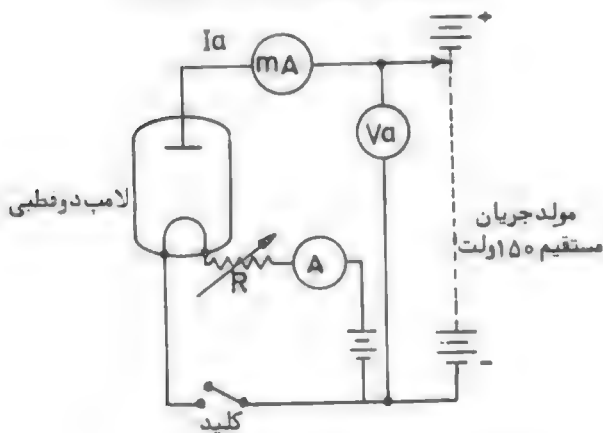 +
Ia
mA
Va
لامپ دوقطبی
مولد جریان
مستقیم ۱۵۰ ولت
A
R
-
کلید